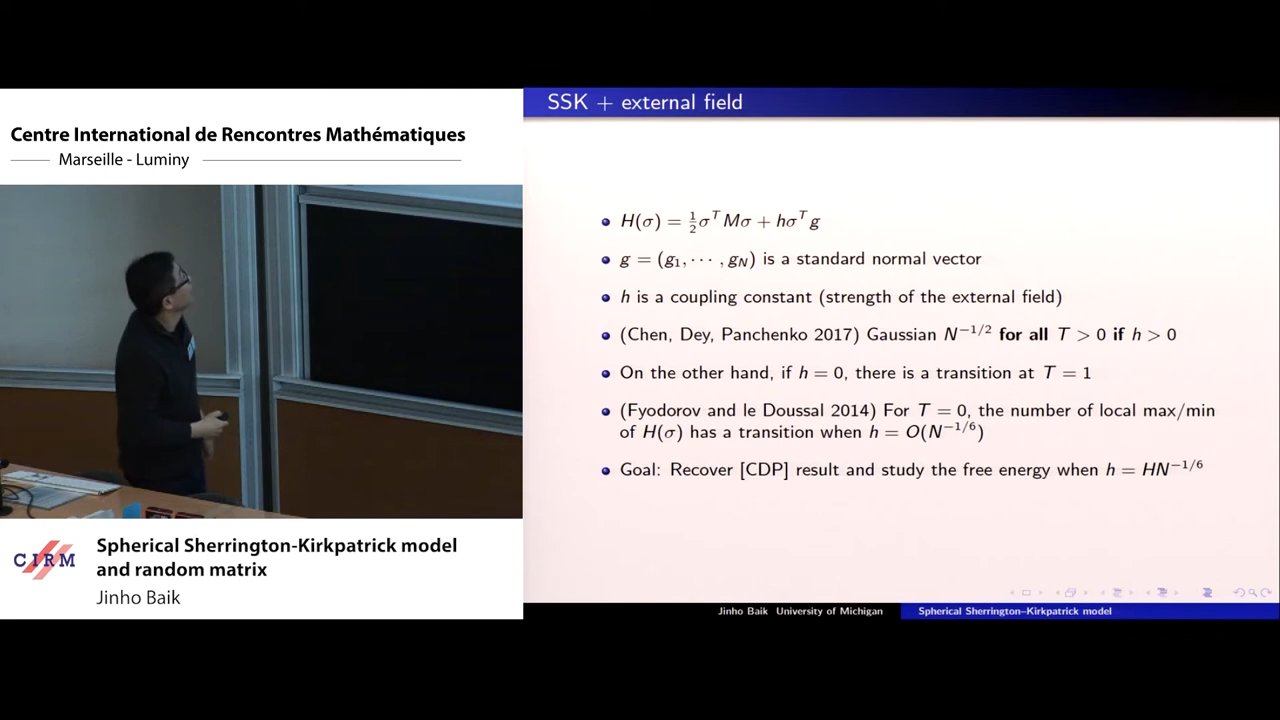 Centre International de Rencontres Mathématiques
Marseille - Luminy
CIRM
Spherical Sherrington-Kirkpatrick model
and random matrix
Jinho Baik
SSK + external field
• H(σ) = ½σᵀMσ + hσᵀg
• g = (g₁, ⋯ , g_N) is a standard normal vector
• h is a coupling constant (strength of the external field)
• (Chen, Dey, Panchenko 2017) Gaussian N^{−1/2} for all T > 0 if h > 0
• On the other hand, if h = 0, there is a transition at T = 1
• (Fyodorov and le Doussal 2014) For T = 0, the number of local max/min
of H(σ) has a transition when h = O(N^{−1/6})
• Goal: Recover [CDP] result and study the free energy when h = HN^{−1/6}
Jinho Baik University of Michigan
Spherical Sherrington–Kirkpatrick model